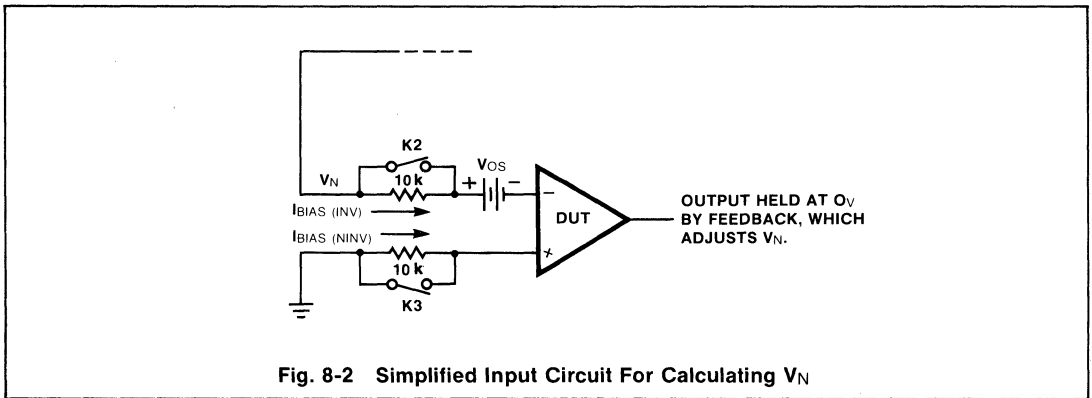 K2
VOS
VN
10 k
+
−
IBIAS (INV)
−
DUT
OUTPUT HELD AT OV
BY FEEDBACK, WHICH
ADJUSTS VN.
IBIAS (NINV)
+
10 k
K3
Fig. 8-2 Simplified Input Circuit For Calculating VN